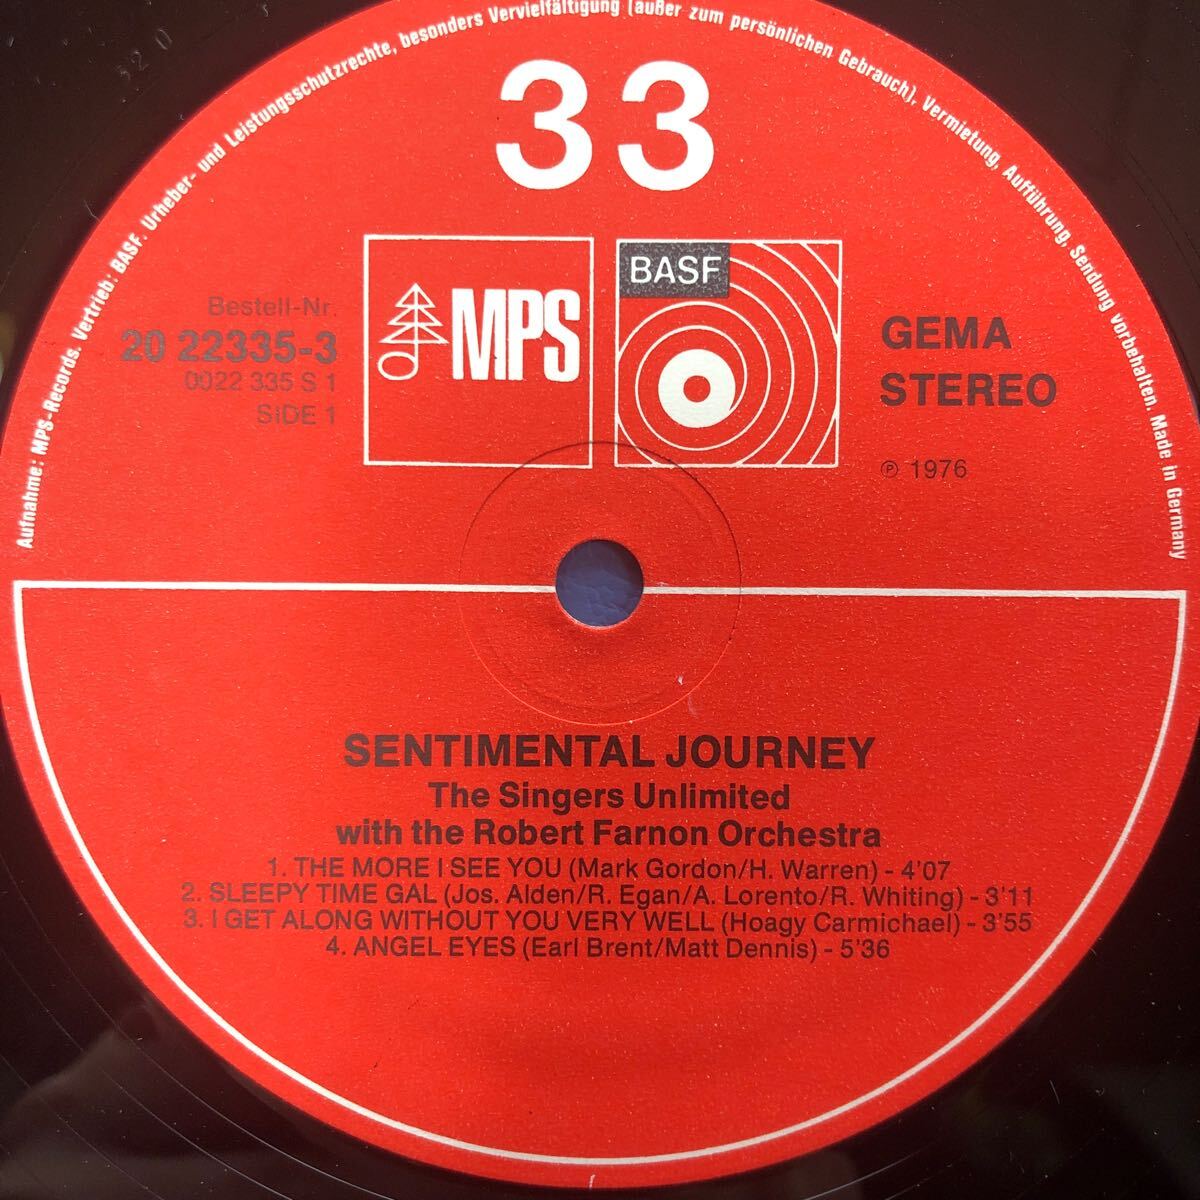 Aufnahme: MPS-Records. Vertrieb: BASF. Urheber- und Leistungsschutzrechte, besonders Vervielfältigung (außer zum persönlichen Gebrauch), Vermietung, Aufführung, Sendung vorbehalten. Made in Germany
33
Bestell-Nr.
20 22335-3
0022 335 S 1
SIDE 1
MPS
BASF
GEMA
STEREO
℗ 1976
SENTIMENTAL JOURNEY
The Singers Unlimited
with the Robert Farnon Orchestra
1. THE MORE I SEE YOU (Mark Gordon/H. Warren) - 4'07
2. SLEEPY TIME GAL (Jos. Alden/R. Egan/A. Lorento/R. Whiting) - 3'11
3. I GET ALONG WITHOUT YOU VERY WELL (Hoagy Carmichael) - 3'55
4. ANGEL EYES (Earl Brent/Matt Dennis) - 5'36